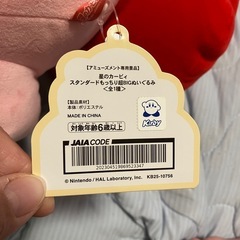 【アミューズメント専用景品】
星のカービィ
スタンダードもっちり超BIGぬいぐるみ
<全1種>
【製品素材】
本体：ポリエステル
MADE IN CHINA
対象年齢6歳以上
Kirby
JAIA CODE
202304519869523347
© Nintendo / HAL Laboratory, Inc. KB25-10758